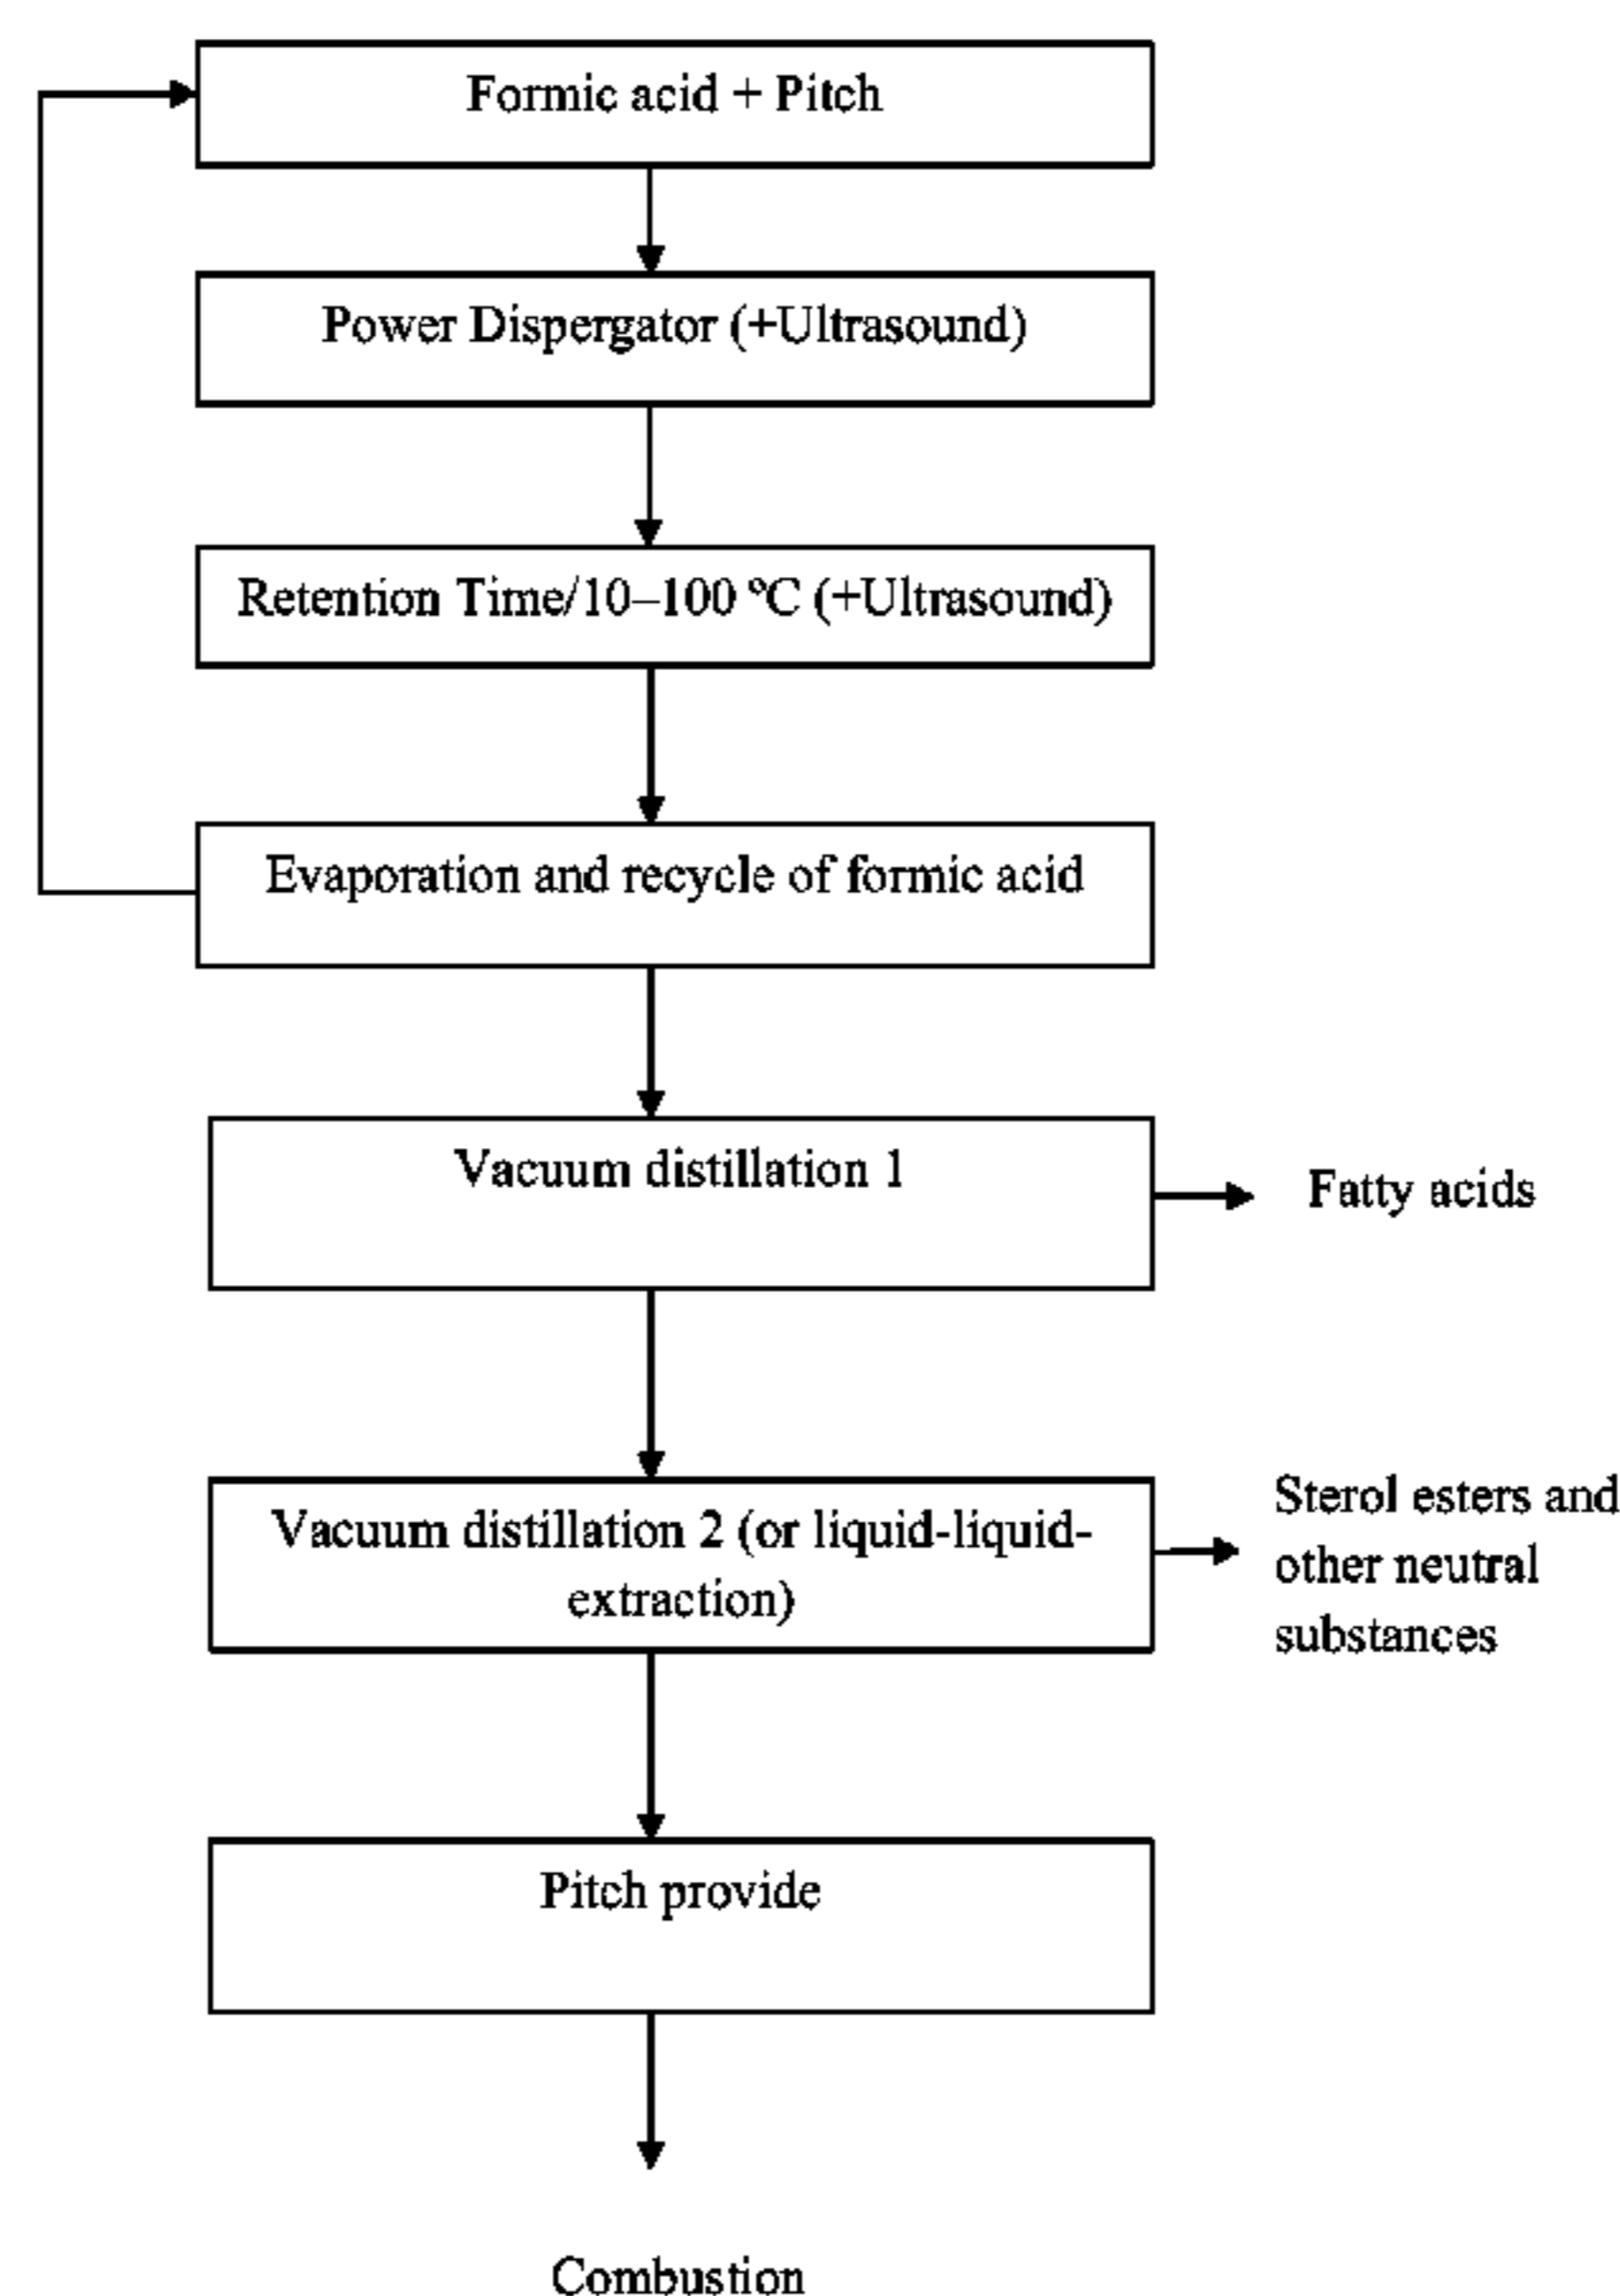 Formic acid + Pitch
Power Dispergator (+Ultrasound)
Retention Time/10–100 ºC (+Ultrasound)
Evaporation and recycle of formic acid
Vacuum distillation 1
Fatty acids
Vacuum distillation 2 (or liquid-liquid-
extraction)
Sterol esters and
other neutral
substances
Pitch provide
Combustion